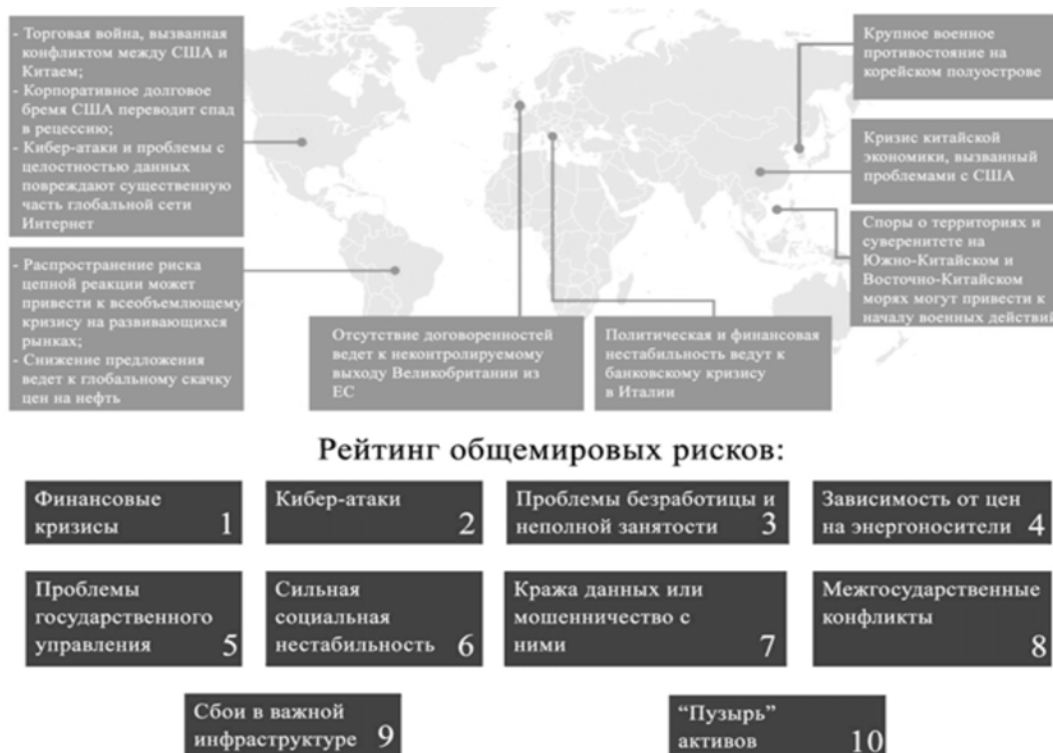 - Торговая война, вызванная
конфликтом между США и
Китаем;
- Корпоративное долговое
бремя США переводит спад
в рецессию;
- Кибер-атаки и проблемы с
целостностью данных
повреждают существенную
часть глобальной сети
Интернет
- Распространение риска
цепной реакции может
привести к всеобъемлющему
кризису на развивающихся
рынках;
- Снижение предложения
ведет к глобальному скачку
цен на нефть
Отсутствие договоренностей
ведет к неконтролируемому
выходу Великобритании из
ЕС
Политическая и финансовая
нестабильность ведут к
банковскому кризису
в Италии
Крупное военное
противостояние на
корейском полуострове
Кризис китайской
экономики, вызванный
проблемами с США
Споры о территориях и
суверенитете на
Южно-Китайском и
Восточно-Китайском
морях могут привести к
началу военных действий
Рейтинг общемировых рисков:
Финансовые
кризисы 1
Кибер-атаки
2
Проблемы безработицы и
неполной занятости 3
Зависимость от цен
на энергоносители 4
Проблемы
государственного
управления 5
Сильная
социальная
нестабильность 6
Кража данных или
мошенничество с
ними 7
Межгосударственные
конфликты
8
Сбои в важной
инфраструктуре 9
“Пузырь”
активов 10